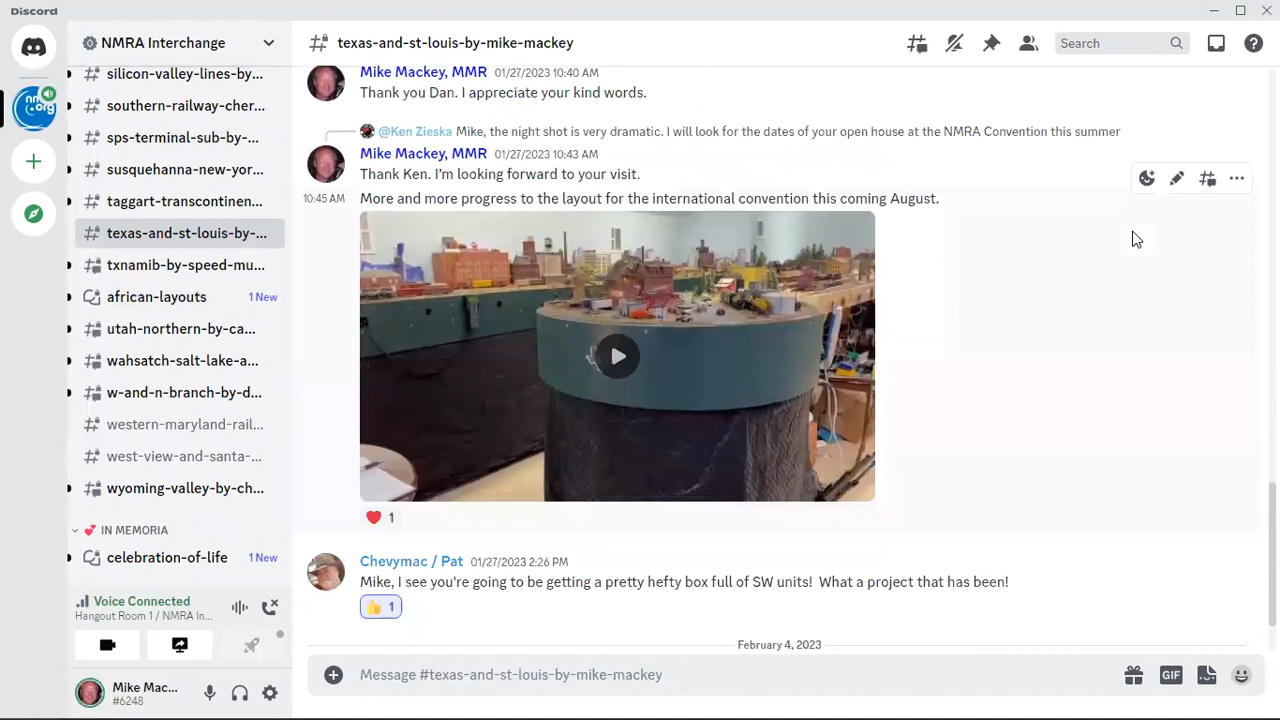 Discord
NMRA Interchange
texas-and-st-louis-by-mike-mackey
Search
silicon-valley-lines-by...
southern-railway-cher...
sps-terminal-sub-by-...
susquehanna-new-yor...
taggart-transcontinen...
texas-and-st-louis-by-...
txnamib-by-speed-mu...
african-layouts 1 New
utah-northern-by-ca...
wahsatch-salt-lake-a...
w-and-n-branch-by-d...
western-maryland-rail...
west-view-and-santa-...
wyoming-valley-by-ch...
IN MEMORIA
celebration-of-life 1 New
Voice Connected
Hangout Room 1 / NMRA In...
Mike Mac...
#6248
Mike Mackey, MMR 01/27/2023 10:40 AM
Thank you Dan. I appreciate your kind words.
@Ken Zieska Mike, the night shot is very dramatic. I will look for the dates of your open house at the NMRA Convention this summer
Mike Mackey, MMR 01/27/2023 10:43 AM
Thank Ken. I'm looking forward to your visit.
10:45 AM More and more progress to the layout for the international convention this coming August.
1
Chevymac / Pat 01/27/2023 2:26 PM
Mike, I see you're going to be getting a pretty hefty box full of SW units! What a project that has been!
1
February 4, 2023
Message #texas-and-st-louis-by-mike-mackey
GIF